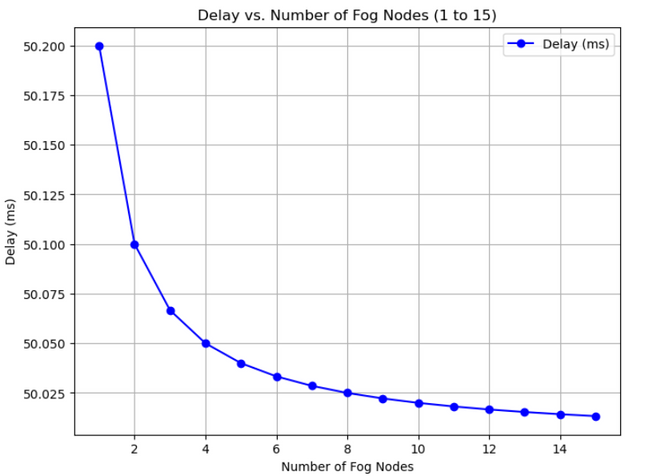 Delay vs. Number of Fog Nodes (1 to 15)
Delay (ms)
50.200
50.175
50.150
50.125
50.100
50.075
50.050
50.025
Delay (ms)
2 4 6 8 10 12 14
Number of Fog Nodes